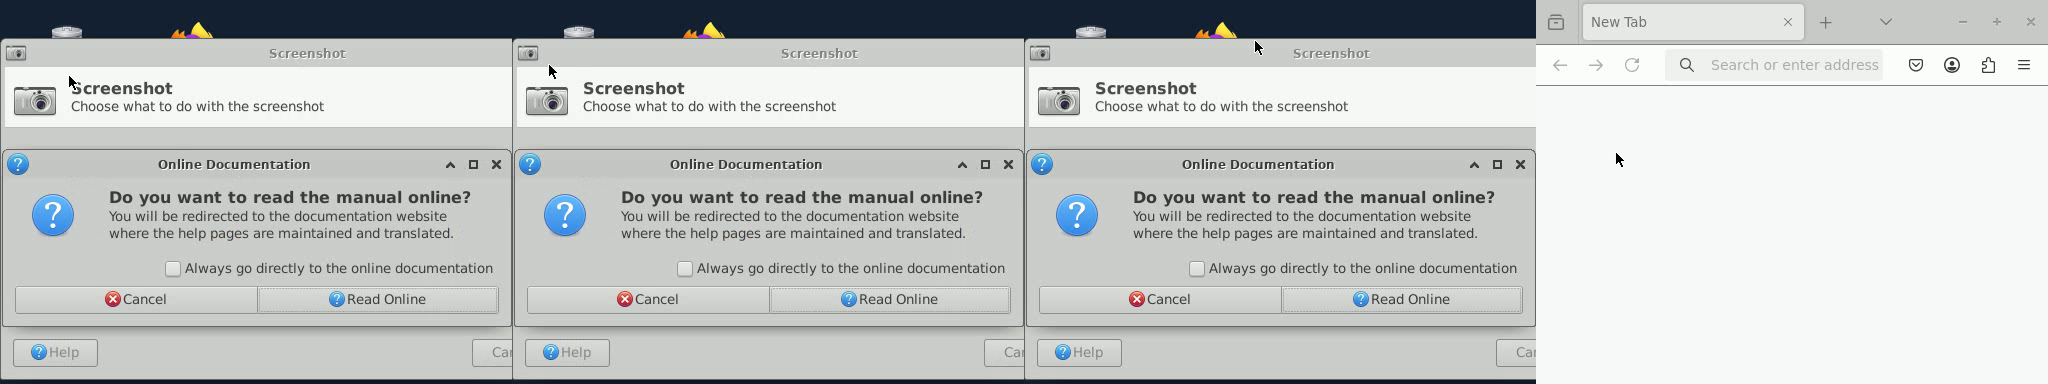 Screenshot
Screenshot
Choose what to do with the screenshot
Online Documentation
Do you want to read the manual online?
You will be redirected to the documentation website
where the help pages are maintained and translated.
Always go directly to the online documentation
Cancel
Read Online
Help
Screenshot
Screenshot
Choose what to do with the screenshot
Online Documentation
Do you want to read the manual online?
You will be redirected to the documentation website
where the help pages are maintained and translated.
Always go directly to the online documentation
Cancel
Read Online
Help
Screenshot
Screenshot
Choose what to do with the screenshot
Online Documentation
Do you want to read the manual online?
You will be redirected to the documentation website
where the help pages are maintained and translated.
Always go directly to the online documentation
Cancel
Read Online
Help
New Tab
Search or enter address